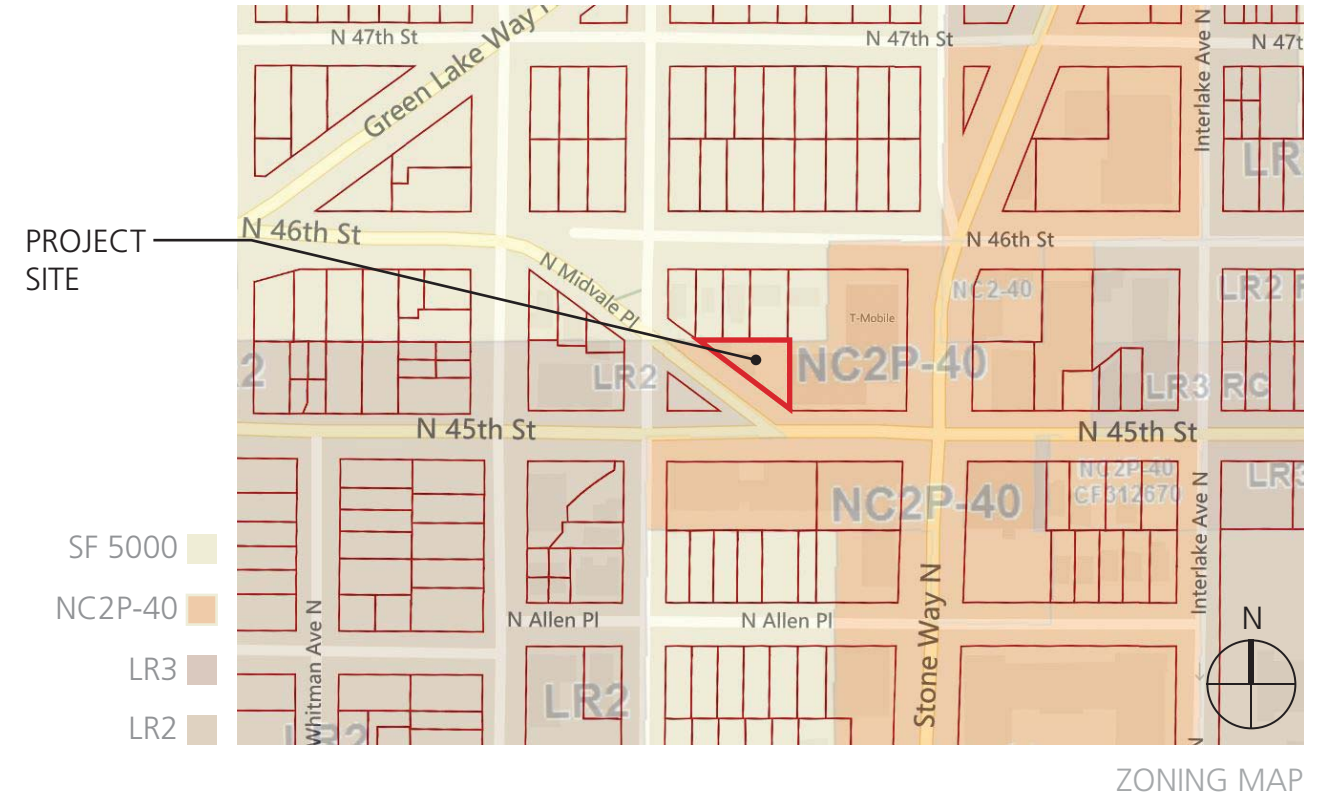 N 47th St
Green Lake Way
N 47th St
Interlake Ave N
N 47t
LR
PROJECT
SITE
N 46th St
N 46th St
N Midvale Pl
NC2-40
LR2 F
T-Mobile
2
LR2
NC2P-40
LR3 RC
N 45th St
N 45th St
NC2P-40
CF312670
NC2P-40
LR3
Interlake Ave N
SF 5000
NC2P-40
LR3
LR2
N Allen Pl
N Allen Pl
Whitman Ave N
Stone Way N
N
LR2
LR2
N
ZONING MAP